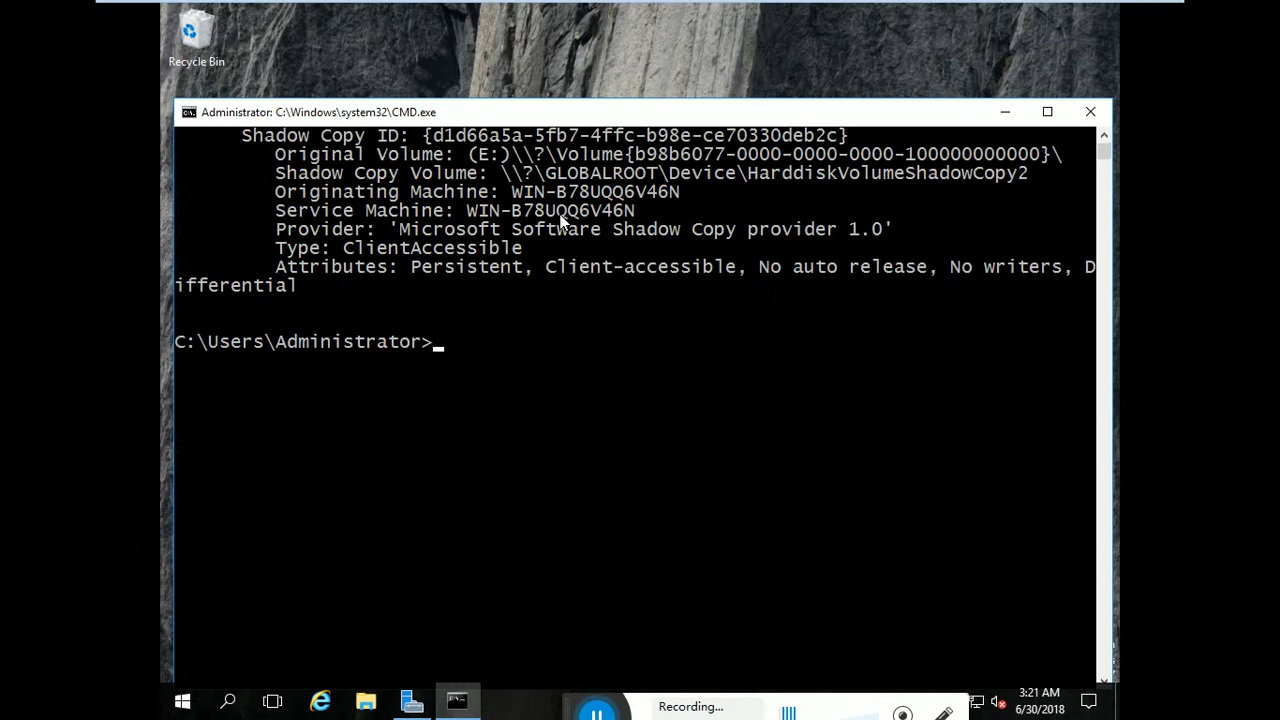 Recycle Bin
Administrator: C:\Windows\system32\CMD.exe
Shadow Copy ID: {d1d66a5a-5fb7-4ffc-b98e-ce70330deb2c}
Original Volume: (E:)\\?\Volume{b98b6077-0000-0000-0000-100000000000}\
Shadow Copy Volume: \\?\GLOBALROOT\Device\HarddiskVolumeShadowCopy2
Originating Machine: WIN-B78UQQ6V46N
Service Machine: WIN-B78UQQ6V46N
Provider: 'Microsoft Software Shadow Copy provider 1.0'
Type: ClientAccessible
Attributes: Persistent, Client-accessible, No auto release, No writers, D
ifferential
C:\Users\Administrator>_
Recording...
3:21 AM
6/30/2018